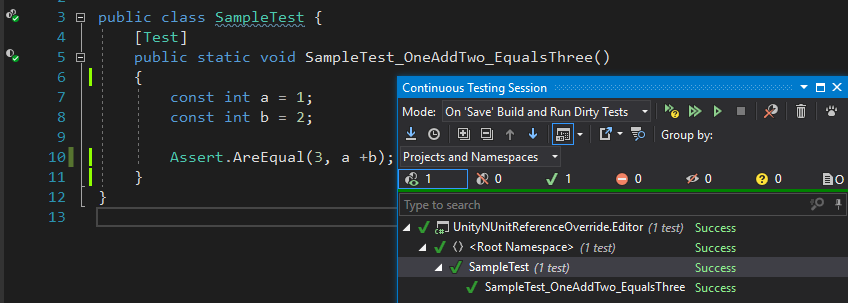 2
3 public class SampleTest {
4 [Test]
5 public static void SampleTest_OneAddTwo_EqualsThree()
6 {
7 const int a = 1;
8 const int b = 2;
9
10 Assert.AreEqual(3, a +b);
11 }
12 }
13
Continuous Testing Session
Mode: On 'Save' Build and Run Dirty Tests
Group by:
Projects and Namespaces
1 0 1 0 0 0 O
Type to search
UnityNUnitReferenceOverride.Editor (1 test) Success
<Root Namespace> (1 test) Success
SampleTest (1 test) Success
SampleTest_OneAddTwo_EqualsThree Success